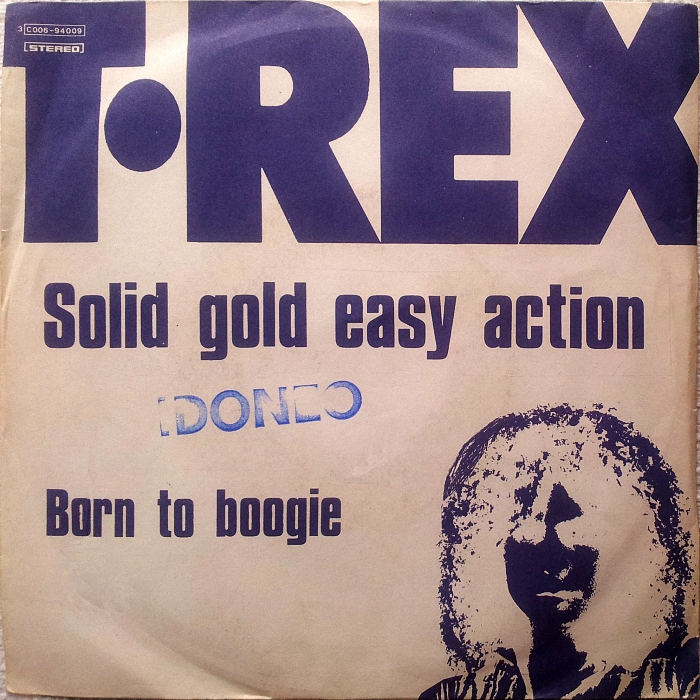 3 C006-94009
STEREO
T•REX
Solid gold easy action
IDONEO
Born to boogie